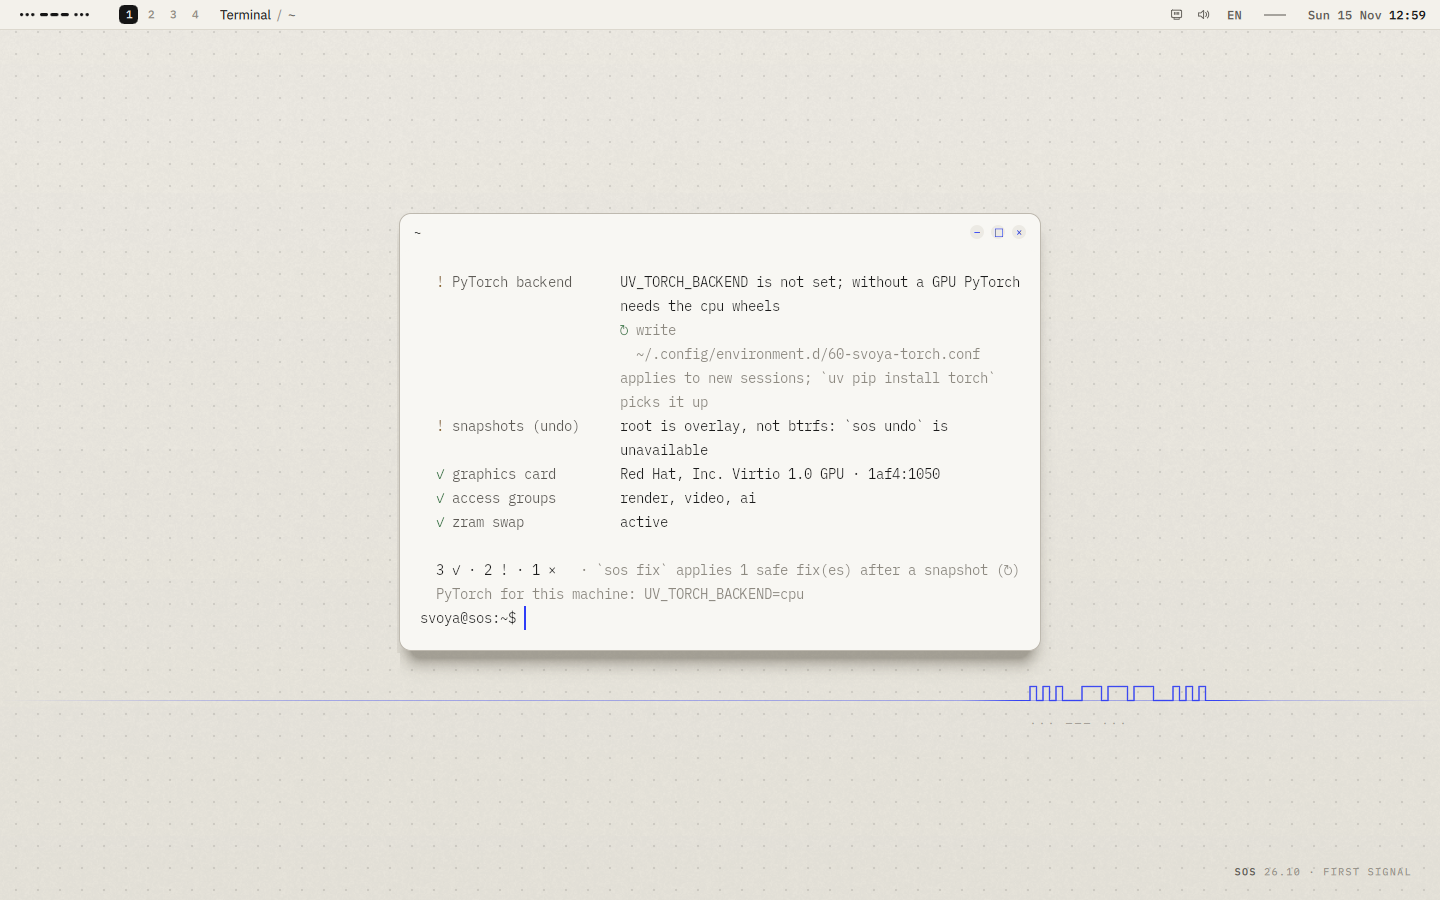 1 2 3 4 Terminal / ~ EN Sun 15 Nov 12:59
~
! PyTorch backend UV_TORCH_BACKEND is not set; without a GPU PyTorch
needs the cpu wheels
↻ write
~/.config/environment.d/60-svoya-torch.conf
applies to new sessions; `uv pip install torch`
picks it up
! snapshots (undo) root is overlay, not btrfs: `sos undo` is
unavailable
✓ graphics card Red Hat, Inc. Virtio 1.0 GPU · 1af4:1050
✓ access groups render, video, ai
✓ zram swap active
3 ✓ · 2 ! · 1 × · `sos fix` applies 1 safe fix(es) after a snapshot (↻)
PyTorch for this machine: UV_TORCH_BACKEND=cpu
svoya@sos:~$
··· ——— ···
SOS 26.10 · FIRST SIGNAL